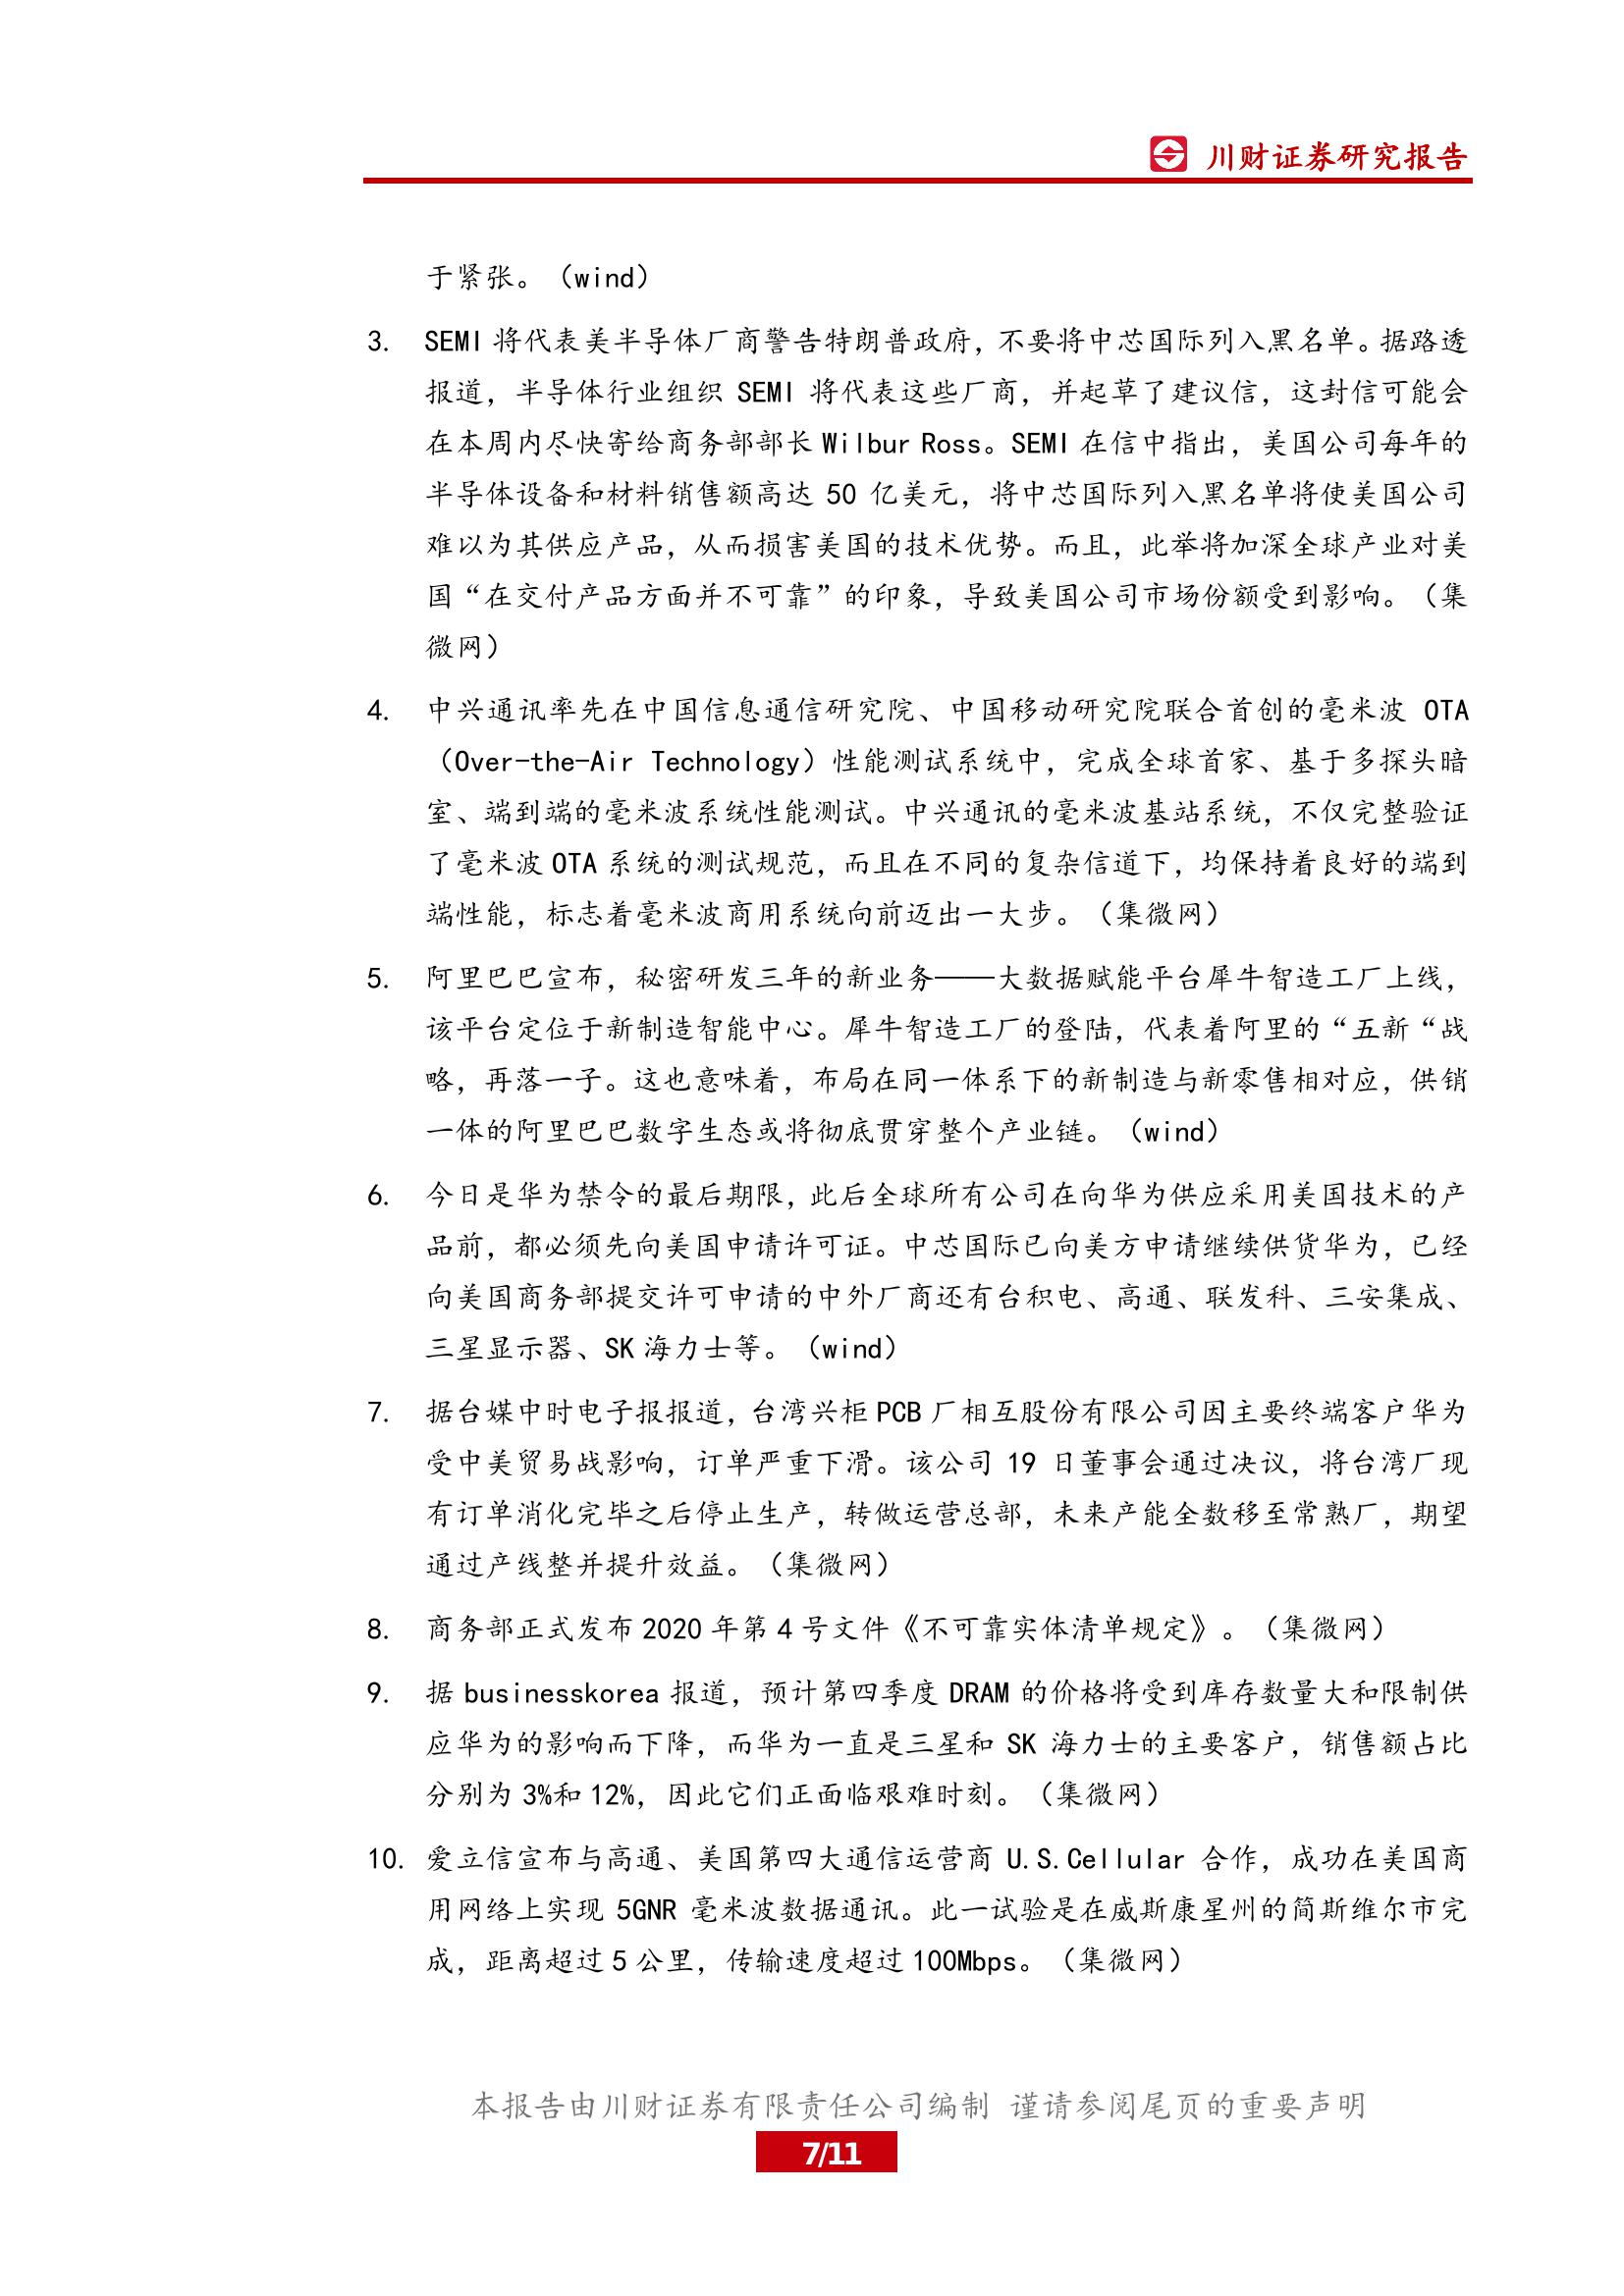 川财证券研究报告
于紧张。（wind）
3. SEMI将代表美半导体厂商警告特朗普政府，不要将中芯国际列入黑名单。据路透
报道，半导体行业组织 SEMI 将代表这些厂商，并起草了建议信，这封信可能会
在本周内尽快寄给商务部部长Wilbur Ross。SEMI在信中指出，美国公司每年的
半导体设备和材料销售额高达 50 亿美元，将中芯国际列入黑名单将使美国公司
难以为其供应产品，从而损害美国的技术优势。而且，此举将加深全球产业对美
国“在交付产品方面并不可靠”的印象，导致美国公司市场份额受到影响。（集
微网）
4. 中兴通讯率先在中国信息通信研究院、中国移动研究院联合首创的毫米波 OTA
（Over-the-Air Technology）性能测试系统中，完成全球首家、基于多探头暗
室、端到端的毫米波系统性能测试。中兴通讯的毫米波基站系统，不仅完整验证
了毫米波 OTA 系统的测试规范，而且在不同的复杂信道下，均保持着良好的端到
端性能，标志着毫米波商用系统向前迈出一大步。（集微网）
5. 阿里巴巴宣布，秘密研发三年的新业务——大数据赋能平台犀牛智造工厂上线，
该平台定位于新制造智能中心。犀牛智造工厂的登陆，代表着阿里的“五新“战
略，再落一子。这也意味着，布局在同一体系下的新制造与新零售相对应，供销
一体的阿里巴巴数字生态或将彻底贯穿整个产业链。（wind）
6. 今日是华为禁令的最后期限，此后全球所有公司在向华为供应采用美国技术的产
品前，都必须先向美国申请许可证。中芯国际已向美方申请继续供货华为，已经
向美国商务部提交许可申请的中外厂商还有台积电、高通、联发科、三安集成、
三星显示器、SK 海力士等。（wind）
7. 据台媒中时电子报报道，台湾兴柜 PCB 厂相互股份有限公司因主要终端客户华为
受中美贸易战影响，订单严重下滑。该公司 19 日董事会通过决议，将台湾厂现
有订单消化完毕之后停止生产，转做运营总部，未来产能全数移至常熟厂，期望
通过产线整并提升效益。（集微网）
8. 商务部正式发布 2020 年第 4 号文件《不可靠实体清单规定》。（集微网）
9. 据 businesskorea 报道，预计第四季度 DRAM 的价格将受到库存数量大和限制供
应华为的影响而下降，而华为一直是三星和 SK 海力士的主要客户，销售额占比
分别为 3%和 12%，因此它们正面临艰难时刻。（集微网）
10. 爱立信宣布与高通、美国第四大通信运营商 U.S.Cellular 合作，成功在美国商
用网络上实现 5GNR 毫米波数据通讯。此一试验是在威斯康星州的简斯维尔市完
成，距离超过 5 公里，传输速度超过 100Mbps。（集微网）
本报告由川财证券有限责任公司编制 谨请参阅尾页的重要声明
7/11